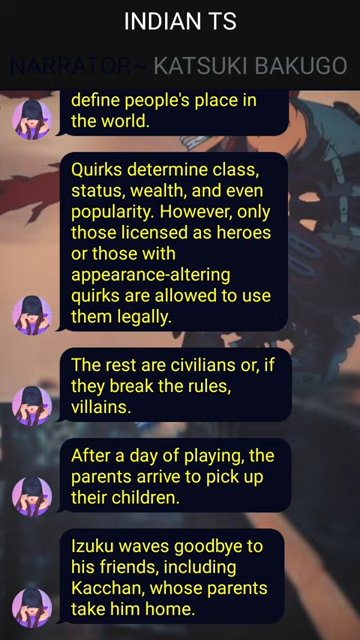 INDIAN TS
NARRATOR~ KATSUKI BAKUGO
define people's place in
the world.
Quirks determine class,
status, wealth, and even
popularity. However, only
those licensed as heroes
or those with
appearance-altering
quirks are allowed to use
them legally.
The rest are civilians or, if
they break the rules,
villains.
After a day of playing, the
parents arrive to pick up
their children.
Izuku waves goodbye to
his friends, including
Kacchan, whose parents
take him home.